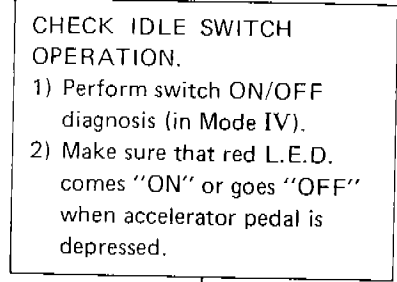 CHECK IDLE SWITCH
OPERATION.
1) Perform switch ON/OFF
diagnosis (in Mode IV).
2) Make sure that red L.E.D.
comes "ON" or goes "OFF"
when accelerator pedal is
depressed.